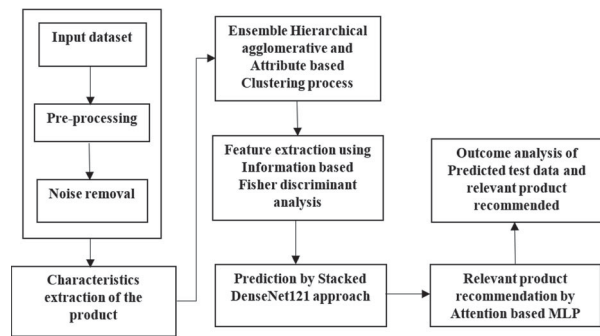 Input dataset
Pre-processing
Noise removal
Characteristics
extraction of the
product
Ensemble Hierarchical
agglomerative and
Attribute based
Clustering process
Feature extraction using
Information based
Fisher discriminant
analysis
Prediction by Stacked
DenseNet121 approach
Relevant product
recommendation by
Attention based MLP
Outcome analysis of
Predicted test data and
relevant product
recommended